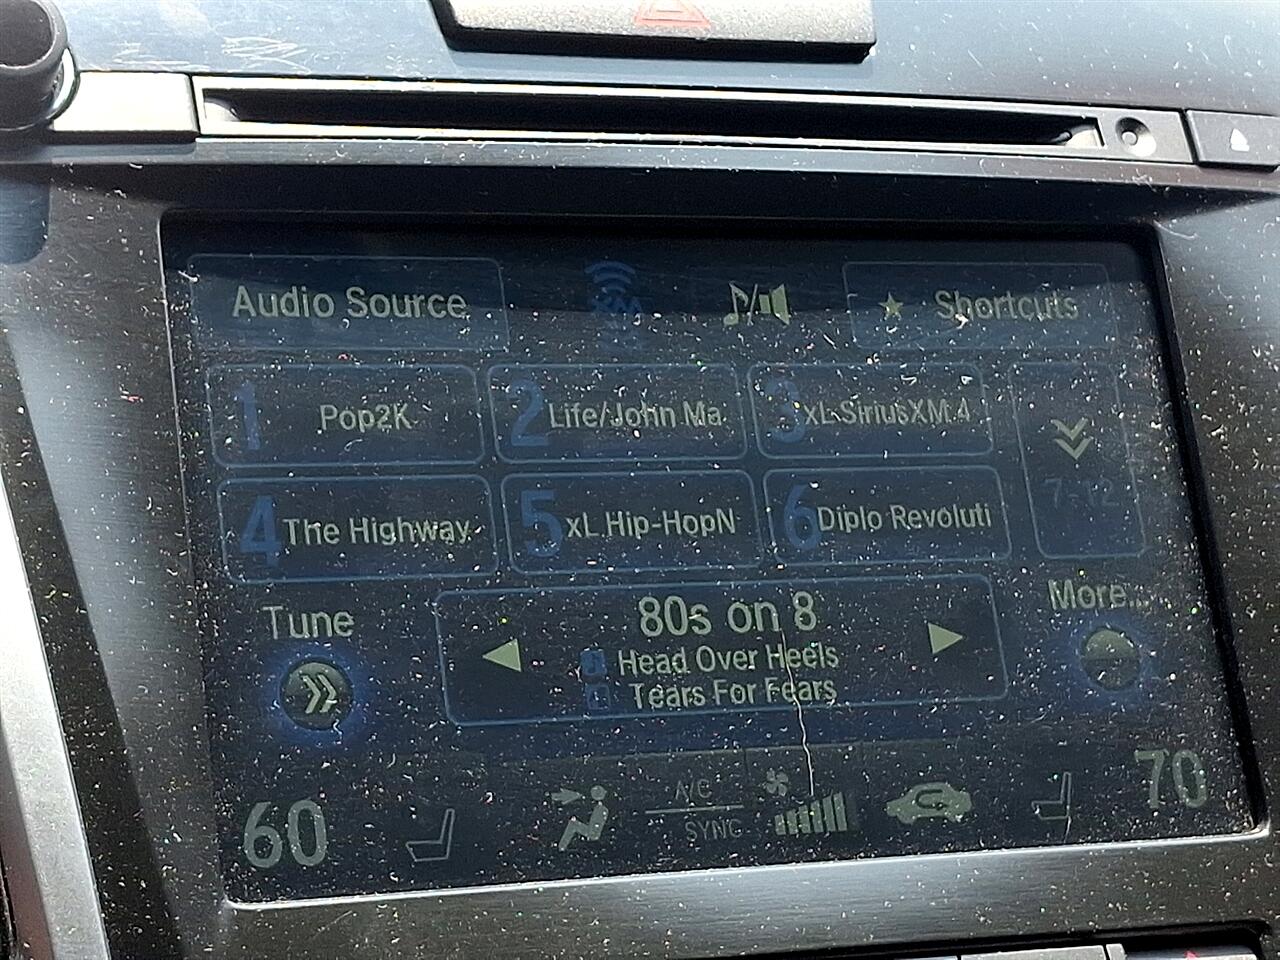 Audio Source
XM
Shortcuts
1 Pop2K
2 Life/John Ma
3 xL SiriusXM 4
4 The Highway
5 xL Hip-HopN
6 Diplo Revoluti
7-12
Tune
80s on 8
Head Over Heels
Tears For Fears
More...
60
A/C
SYNC
70